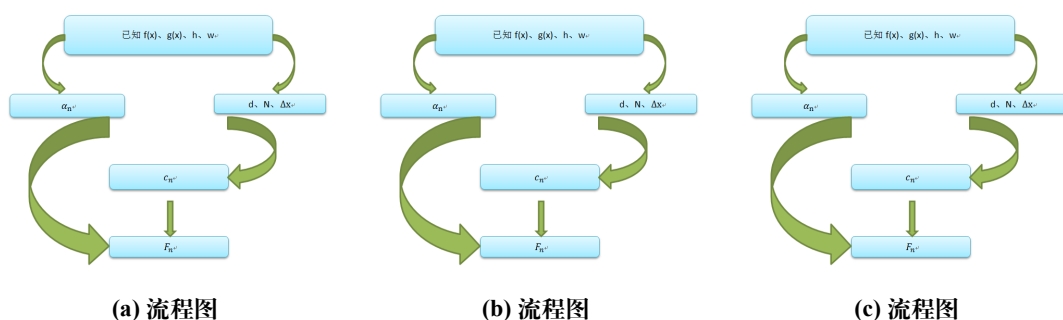 已知 f(x)、g(x)、h、w
已知 f(x)、g(x)、h、w
已知 f(x)、g(x)、h、w
αₙ
d、N、Δx
αₙ
d、N、Δx
αₙ
d、N、Δx
cₙ
cₙ
cₙ
Fₙ
Fₙ
Fₙ
(a) 流程图
(b) 流程图
(c) 流程图